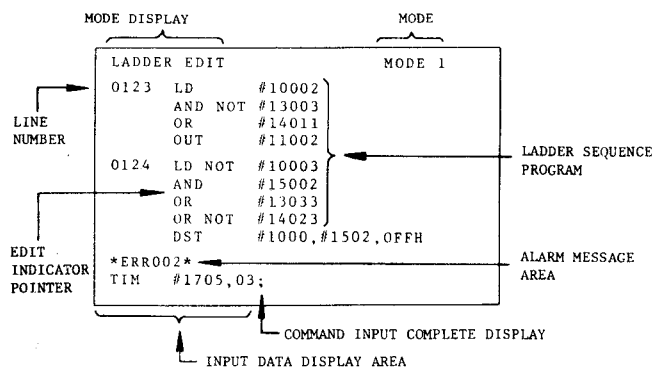 MODE DISPLAY MODE
LADDER EDIT MODE 1
0123 LD #10002
AND NOT #13003
OR #14011
OUT #11002
LINE
NUMBER
0124 LD NOT #10003
AND #15002
OR #13033
OR NOT #14023
DST #1000,#1502,0FFH
LADDER SEQUENCE
PROGRAM
EDIT
INDICATOR
POINTER
*ERR002*
ALARM MESSAGE
AREA
TIM #1705,03;
COMMAND INPUT COMPLETE DISPLAY
INPUT DATA DISPLAY AREA